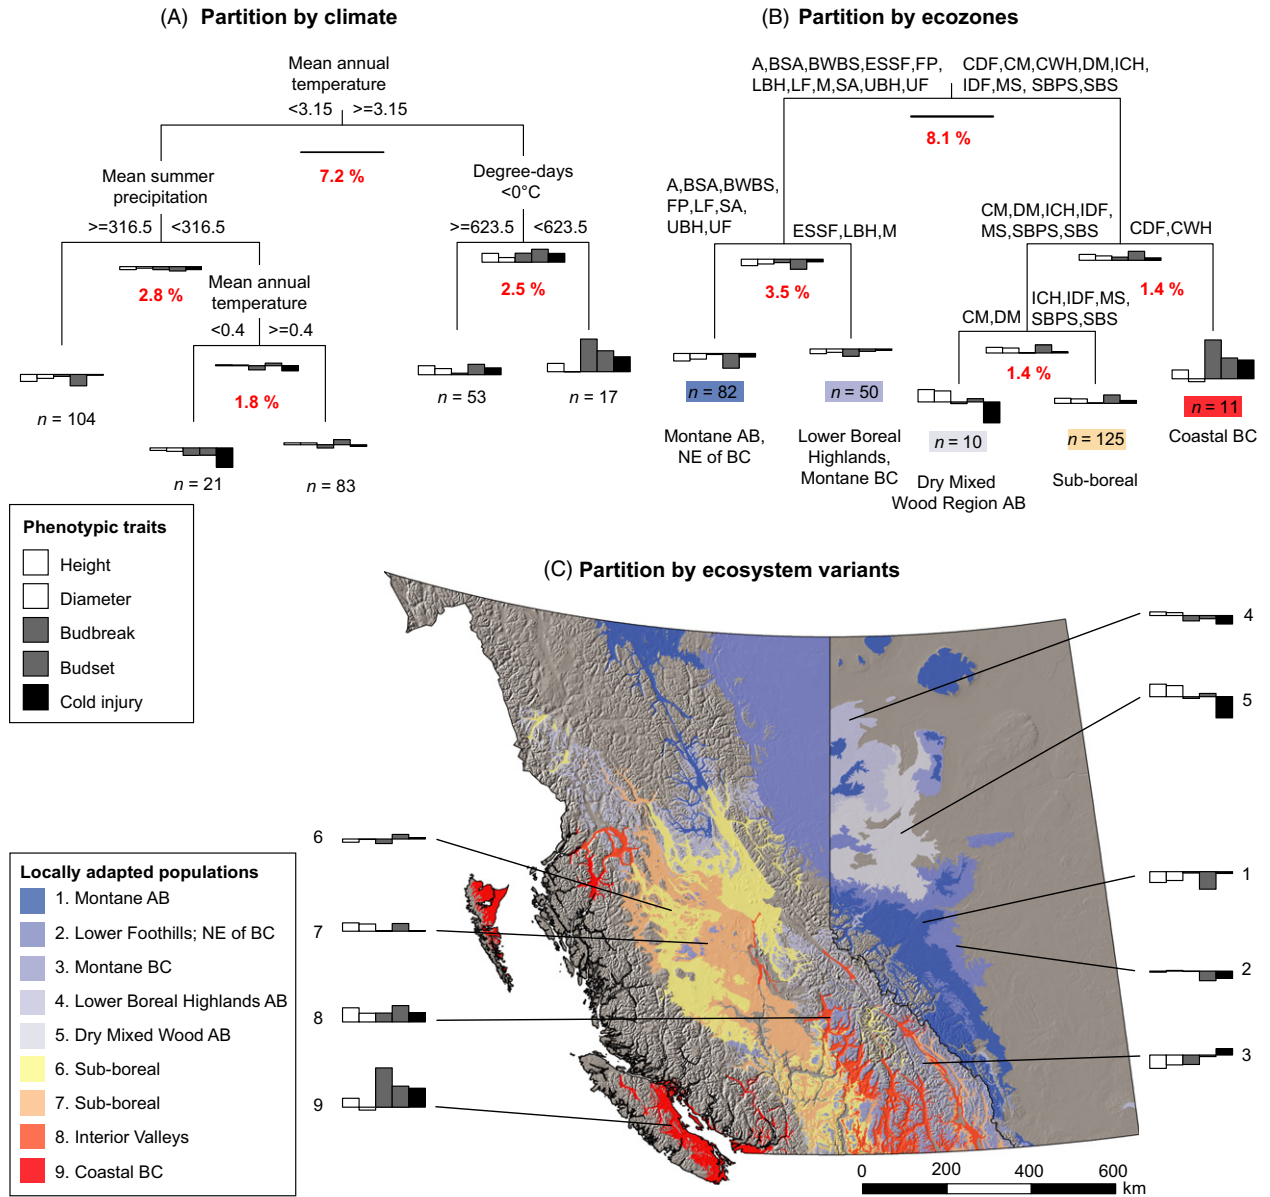 (A) Partition by climate
Mean annual
temperature
<3.15 >=3.15
7.2 %
Mean summer
precipitation
>=316.5 <316.5
Degree-days
<0°C
>=623.5 <623.5
2.8 %
Mean annual
temperature
<0.4 >=0.4
2.5 %
1.8 %
n = 104
n = 21
n = 83
n = 53
n = 17
(B) Partition by ecozones
A,BSA,BWBS,ESSF,FP,
LBH,LF,M,SA,UBH,UF
CDF,CM,CWH,DM,ICH,
IDF,MS, SBPS,SBS
8.1 %
A,BSA,BWBS,
FP,LF,SA,
UBH,UF
ESSF,LBH,M
3.5 %
CM,DM,ICH,IDF,
MS,SBPS,SBS
CDF,CWH
1.4 %
CM,DM
ICH,IDF,MS,
SBPS,SBS
1.4 %
n = 82
Montane AB,
NE of BC
n = 50
Lower Boreal
Highlands,
Montane BC
n = 10
Dry Mixed
Wood Region AB
n = 125
Sub-boreal
n = 11
Coastal BC
Phenotypic traits
Height
Diameter
Budbreak
Budset
Cold injury
(C) Partition by ecosystem variants
4
5
1
2
3
6
7
8
9
Locally adapted populations
1. Montane AB
2. Lower Foothills; NE of BC
3. Montane BC
4. Lower Boreal Highlands AB
5. Dry Mixed Wood AB
6. Sub-boreal
7. Sub-boreal
8. Interior Valleys
9. Coastal BC
0 200 400 600
km